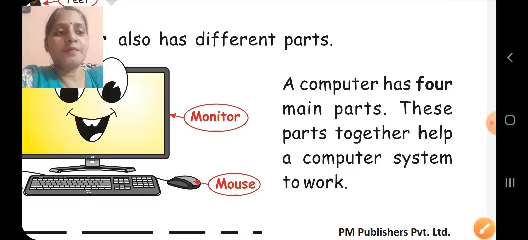 Feet
also has different parts.
A computer has four
main parts. These
Monitor
parts together help
a computer system
Mouse
to work.
PM Publishers Pvt. Ltd.